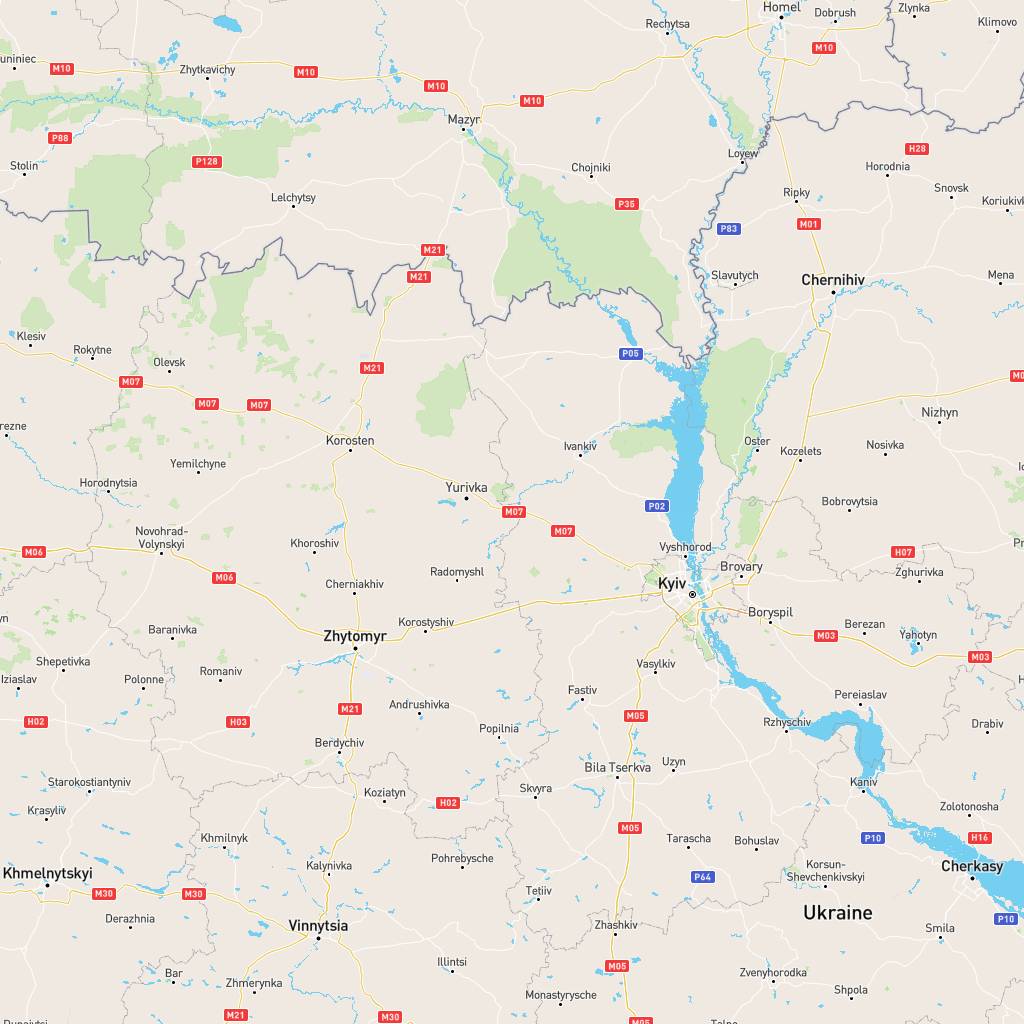 Homel
Zlynka
Rechytsa
Dobrush
Klimovo
M10
uniniec
M10
Zhytkavichy
M10
M10
M10
Mazyr
P88
P128
H28
Loyew
Stolin
Chojniki
Horodnia
Lelchytsy
P35
Ripky
Snovsk
Koriukivk
P83
M01
M21
M21
Slavutych
Chernihiv
Mena
Klesiv
Rokytne
P05
Olevsk
M21
M07
M07
M07
Nizhyn
rezne
Korosten
Ivankiv
Oster
Kozelets
Nosivka
Yemilchyne
Horodnytsia
Yurivka
P02
Bobrovytsia
M07
M07
Novohrad-
Volynskyi
Khoroshiv
Vyshhorod
M06
H07
M06
Radomyshl
Brovary
Zghurivka
Cherniakhiv
Kyiv
Boryspil
Korostyshiv
Berezan
Baranivka
Zhytomyr
M03
Yahotyn
M03
Shepetivka
Romaniv
Vasylkiv
Iziaslav
Polonne
Fastiv
Pereiaslav
M21
Andrushivka
M05
H02
H03
Popilnia
Rzhyschiv
Drabiv
Berdychiv
Uzyn
Bila Tserkva
Starokostiantyniv
Koziatyn
Skvyra
Kaniv
H02
Krasyliv
Zolotonosha
M05
P10
H16
Khmilnyk
Tarascha
Bohuslav
Pohrebysche
Kalynivka
Korsun-
Shevchenkivskyi
Cherkasy
Khmelnytskyi
P64
Tetiiv
M30
M30
Ukraine
Derazhnia
Vinnytsia
Zhashkiv
P10
Smila
Illintsi
M05
Bar
Zvenyhorodka
Zhmerynka
Shpola
Monastyrysche
M21
M30
M05